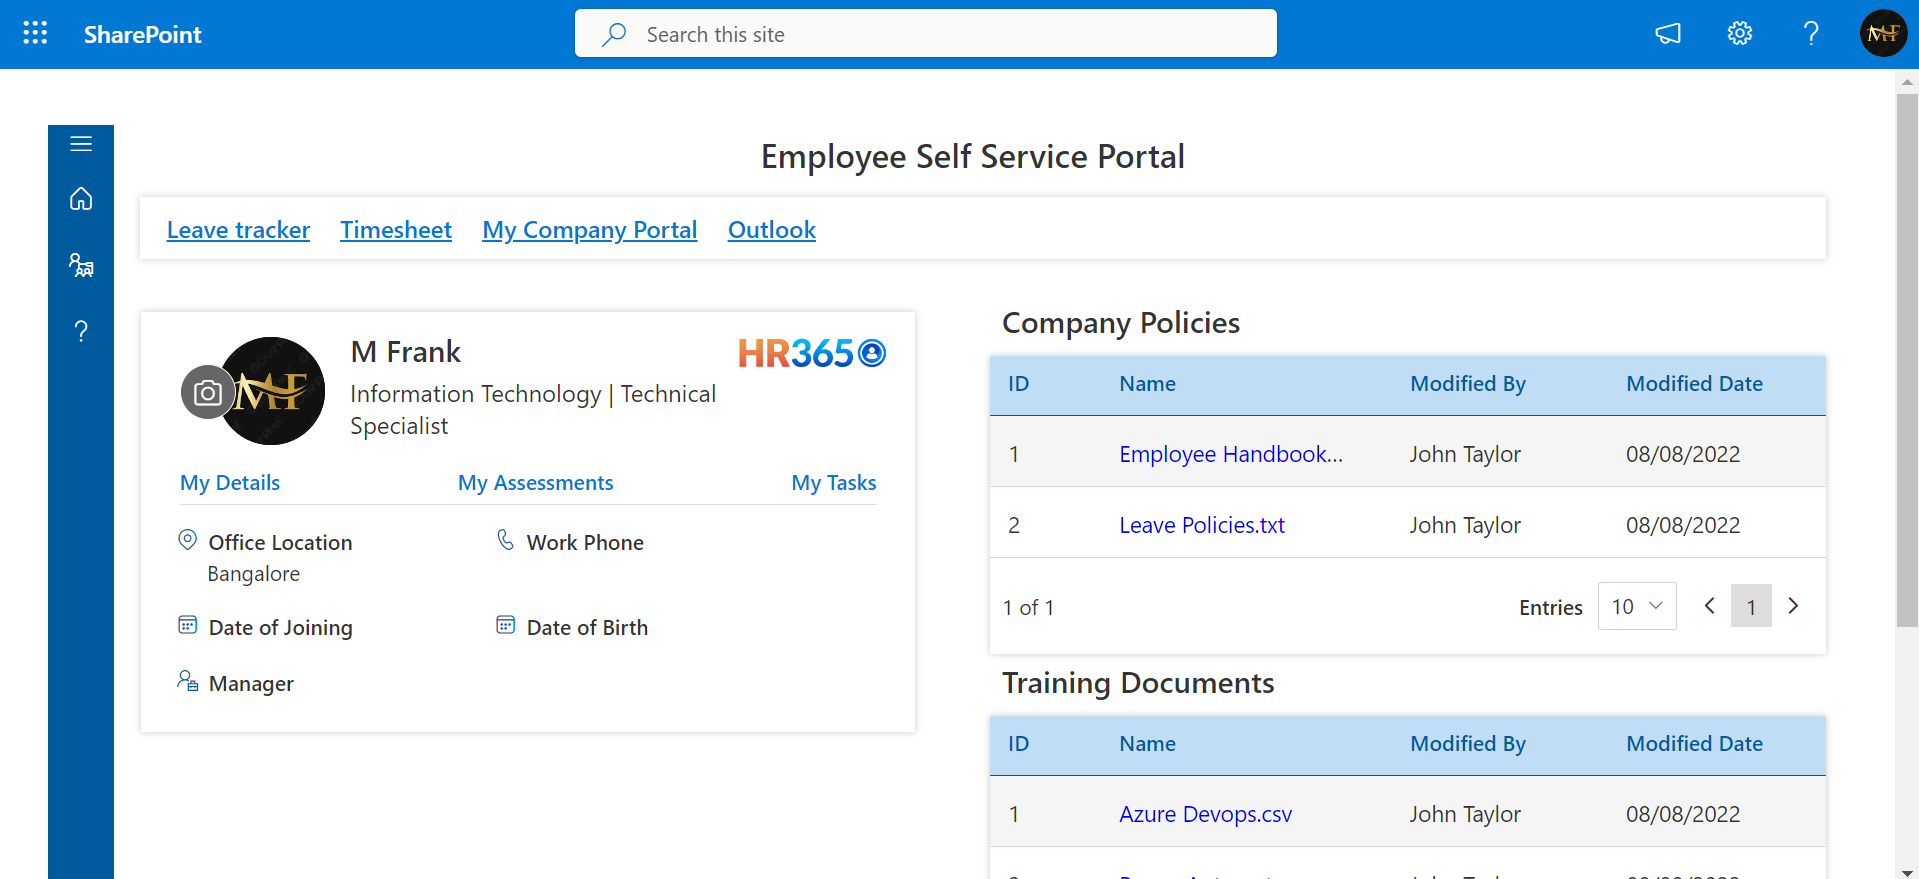 SharePoint
Search this site
Employee Self Service Portal
Leave tracker Timesheet My Company Portal Outlook
M Frank
HR365
Information Technology | Technical
Specialist
My Details My Assessments My Tasks
Office Location Work Phone
Bangalore
Date of Joining Date of Birth
Manager
Company Policies
ID Name Modified By Modified Date
1 Employee Handbook... John Taylor 08/08/2022
2 Leave Policies.txt John Taylor 08/08/2022
1 of 1 Entries 10 1
Training Documents
ID Name Modified By Modified Date
1 Azure Devops.csv John Taylor 08/08/2022